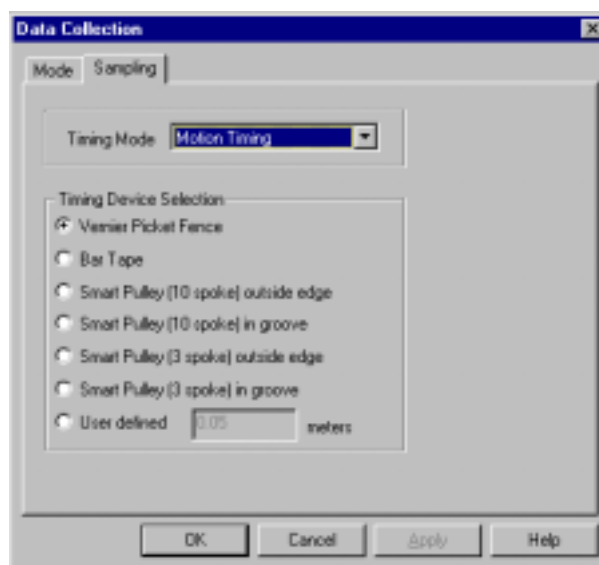 Data Collection
Mode Sampling
Timing Mode Motion Timing
Timing Device Selection
Vernier Picket Fence
Bar Tape
Smart Pulley (10 spoke) outside edge
Smart Pulley (10 spoke) in groove
Smart Pulley (3 spoke) outside edge
Smart Pulley (3 spoke) in groove
User defined 0.05 meters
OK Cancel Apply Help